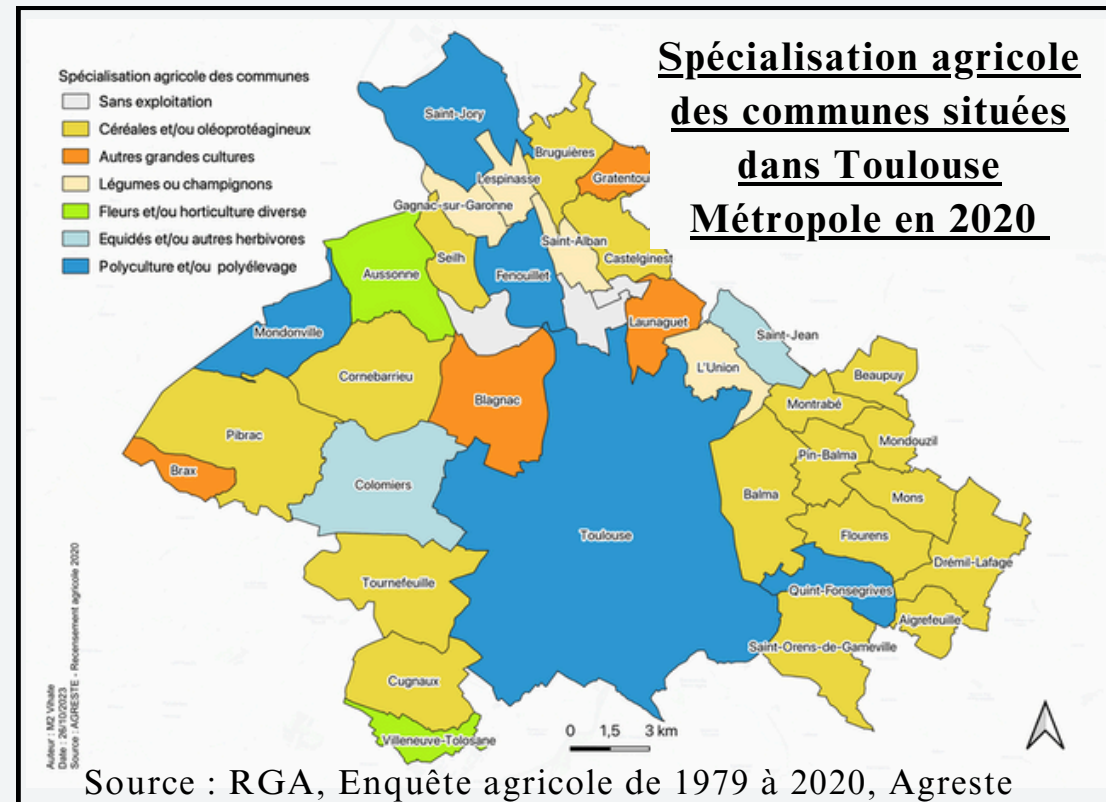 Spécialisation agricole
des communes situées
dans Toulouse
Métropole en 2020
Spécialisation agricole des communes
Sans exploitation
Céréales et/ou oléoprotéagineux
Autres grandes cultures
Légumes ou champignons
Fleurs et/ou horticulture diverse
Equidés et/ou autres herbivores
Polyculture et/ou polyélevage
Saint-Jory
Bruguières
Lespinasse
Gratentou
Gagnac-sur-Garonne
Saint-Alban
Seilh
Castelginest
Aussonne
Fenouillet
Mondonville
Launaguet
Saint-Jean
L'Union
Cornebarrieu
Beaupuy
Blagnac
Montrabé
Pibrac
Mondouzil
Pin-Balma
Brax
Colomiers
Balma
Mons
Toulouse
Flourens
Drémil-Lafage
Tournefeuille
Quint-Fonsegrives
Aigrefeuille
Saint-Orens-de-Gameville
Cugnaux
Villeneuve-Tolosane
0 1,5 3 km
Auteur : M2 Vihate
Date : 26/10/2023
Source : AGRESTE - Recensement agricole 2020
Source : RGA, Enquête agricole de 1979 à 2020, Agreste